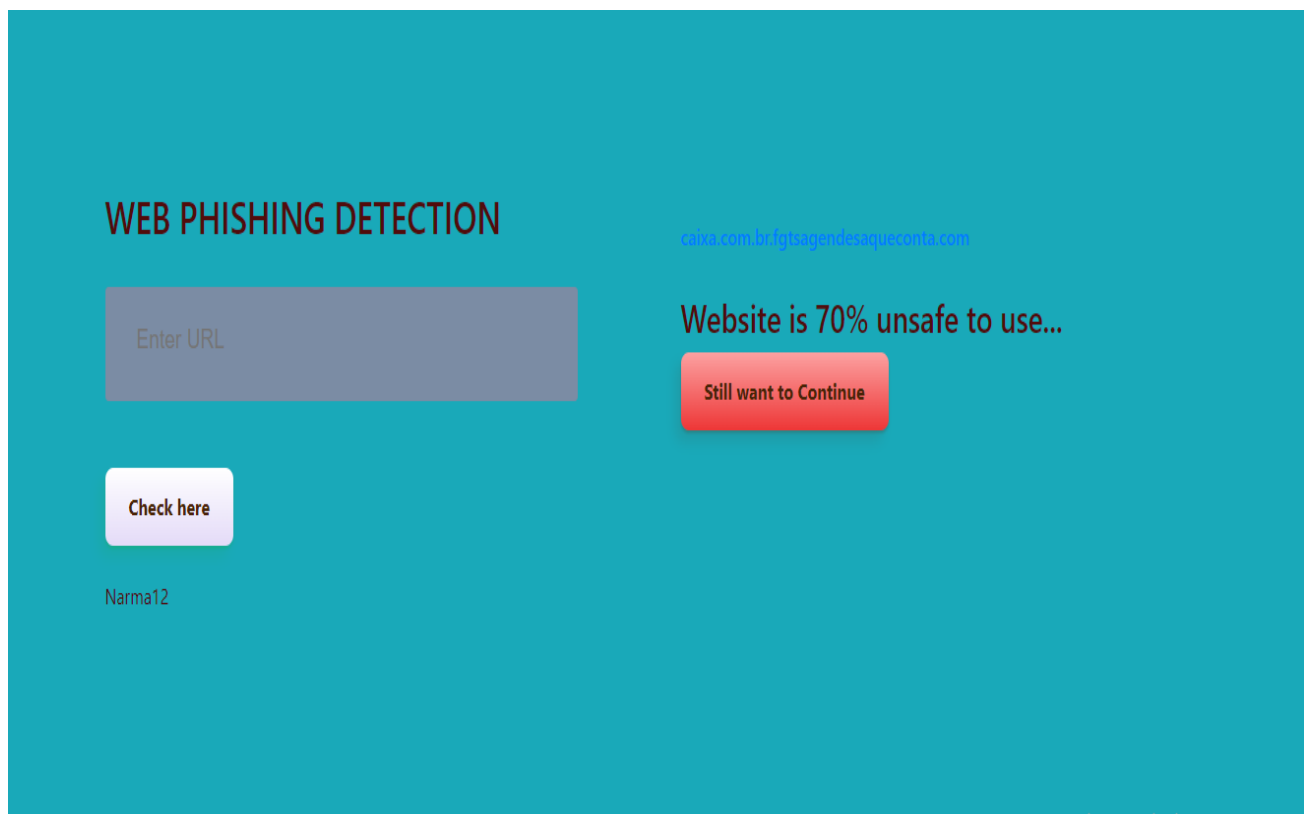 WEB PHISHING DETECTION
Enter URL
Check here
Narma12
caixa.com.br.fgtsagendesaqueconta.com
Website is 70% unsafe to use...
Still want to Continue